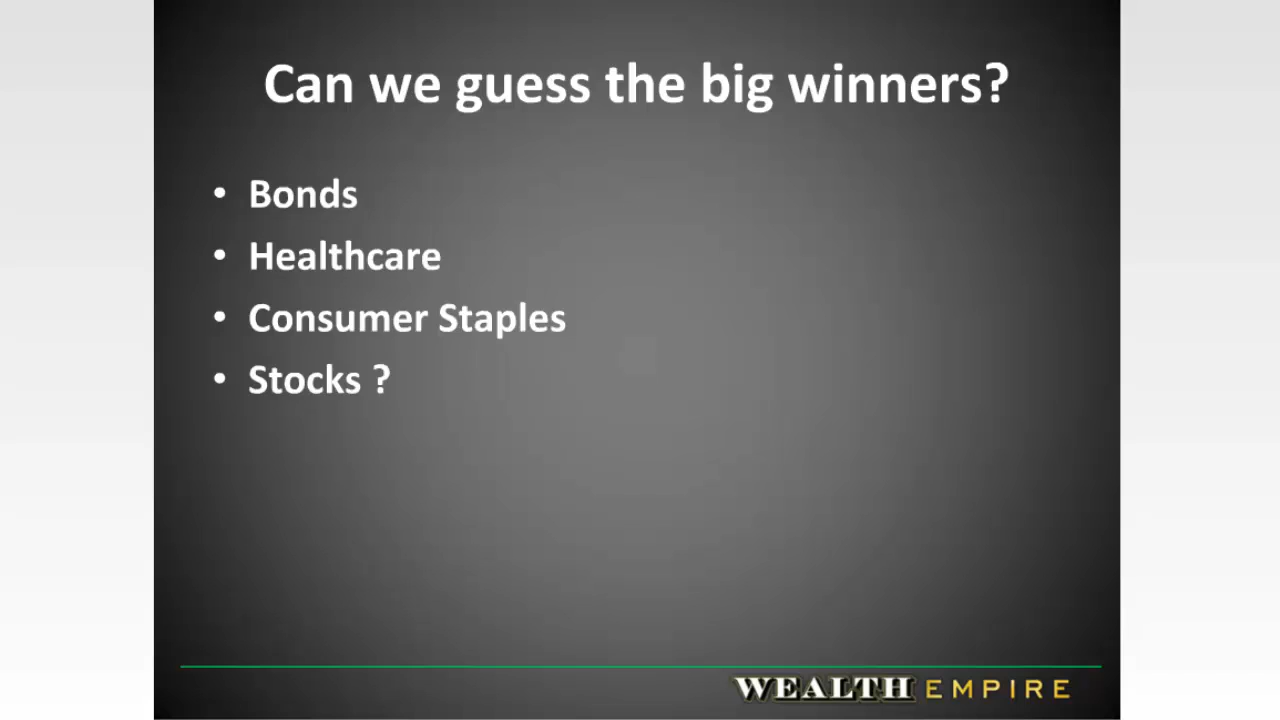 Can we guess the big winners?
• Bonds
• Healthcare
• Consumer Staples
• Stocks ?
WEALTH EMPIRE